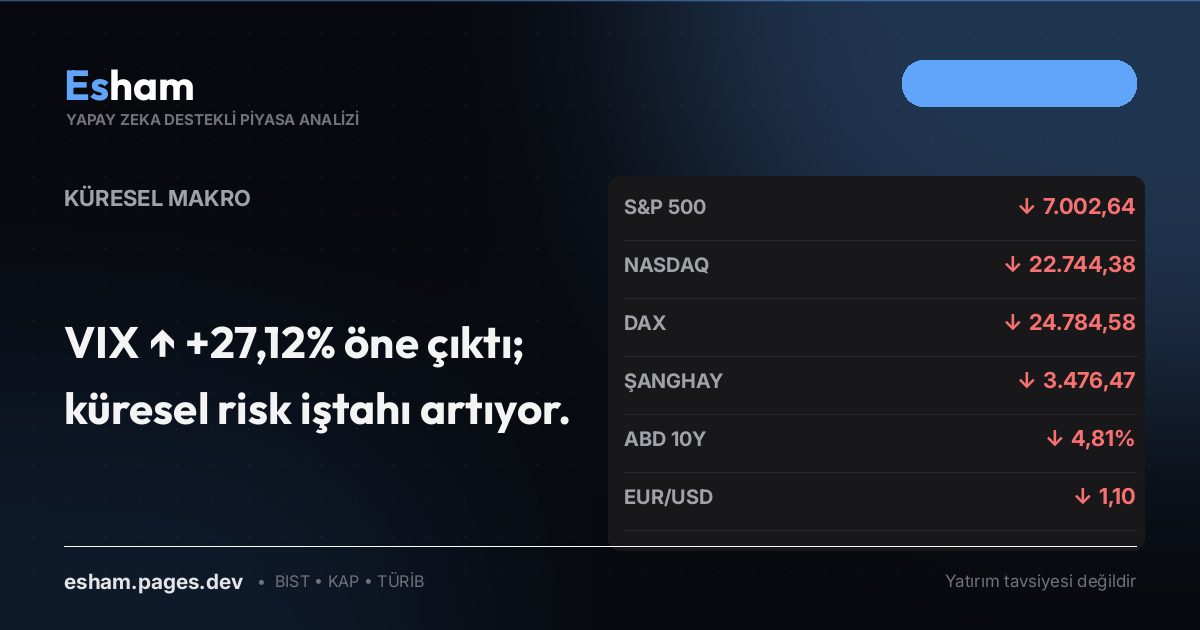 Esham
YAPAY ZEKA DESTEKLİ PİYASA ANALİZİ
KÜRESEL MAKRO
VIX ↑ +27,12% öne çıktı;
küresel risk iştahı artıyor.
S&P 500 ↓ 7.002,64
NASDAQ ↓ 22.744,38
DAX ↓ 24.784,58
ŞANGHAY ↓ 3.476,47
ABD 10Y ↓ 4,81%
EUR/USD ↓ 1,10
esham.pages.dev • BIST • KAP • TÜRİB
Yatırım tavsiyesi değildir